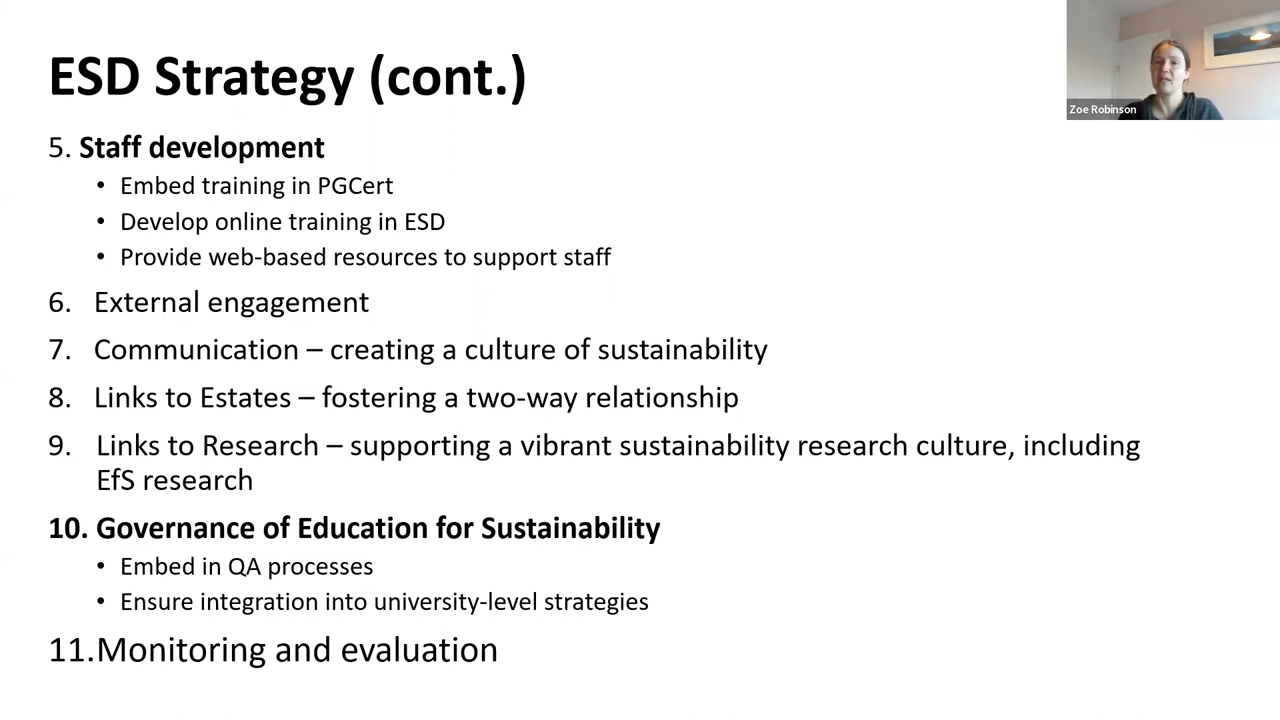 ESD Strategy (cont.)
Zoe Robinson
5. Staff development
• Embed training in PGCert
• Develop online training in ESD
• Provide web-based resources to support staff
6. External engagement
7. Communication – creating a culture of sustainability
8. Links to Estates – fostering a two-way relationship
9. Links to Research – supporting a vibrant sustainability research culture, including
EfS research
10. Governance of Education for Sustainability
• Embed in QA processes
• Ensure integration into university-level strategies
11.Monitoring and evaluation